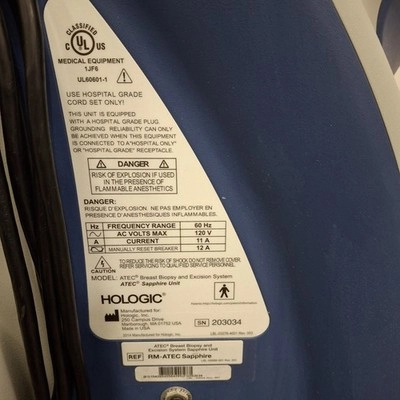 CLASSIFIED
C UL US
MEDICAL EQUIPMENT
1JF6
UL60601-1
USE HOSPITAL GRADE
CORD SET ONLY!
THIS UNIT IS EQUIPPED
WITH A HOSPITAL GRADE PLUG.
GROUNDING RELIABILITY CAN ONLY
BE ACHIEVED WHEN THIS EQUIPMENT
IS CONNECTED TO A"HOSPITAL ONLY"
OR "HOSPITAL GRADE" RECEPTACLE.
DANGER
RISK OF EXPLOSION IF USED
IN THE PRESENCE OF
FLAMMABLE ANESTHETICS
DANGER:
RISQUE D'EXPLOSION. NE PAS EMPLOYER EN
PRESENCE D'ANESTHESIQUES INFLAMMABLES.
Hz FREQUENCY RANGE 60 Hz
AC VOLTS MAX 120 V
A CURRENT 11 A
MANUALLY RESET BREAKER 12 A
CAUTION
TO REDUCE THE RISK OF SHOCK DO NOT REMOVE COVER
REFER SERVICING TO QUALIFIED SERVICE PERSONNEL.
MODEL: ATEC® Breast Biopsy and Excision System
ATEC® Sapphire Unit
HOLOGIC®
Manufactured for:
Hologic, Inc.
250 Campus Drive
Marlborough, MA 01752 USA
Made in USA
SN 203034
ATEC® Breast Biopsy and
Excision System Sapphire Unit
REF RM-ATEC Sapphire